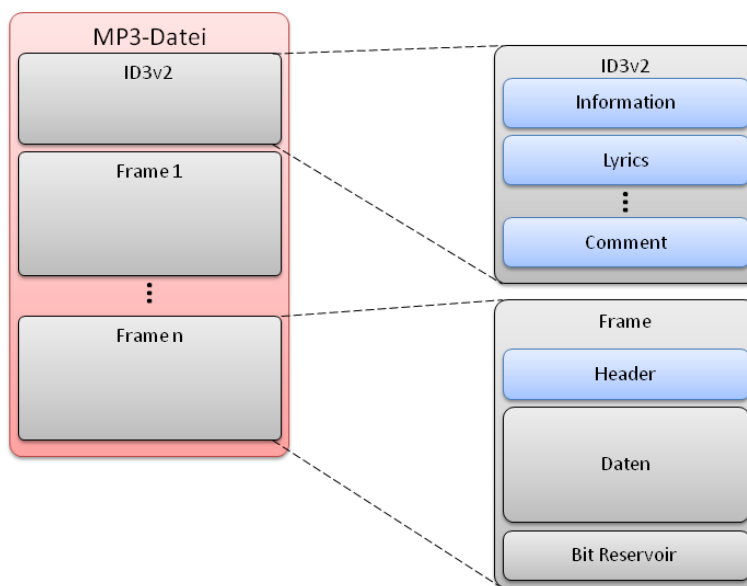 MP3-Datei
ID3v2
Frame 1
⋮
Frame n
ID3v2
Information
Lyrics
⋮
Comment
Frame
Header
Daten
Bit Reservoir